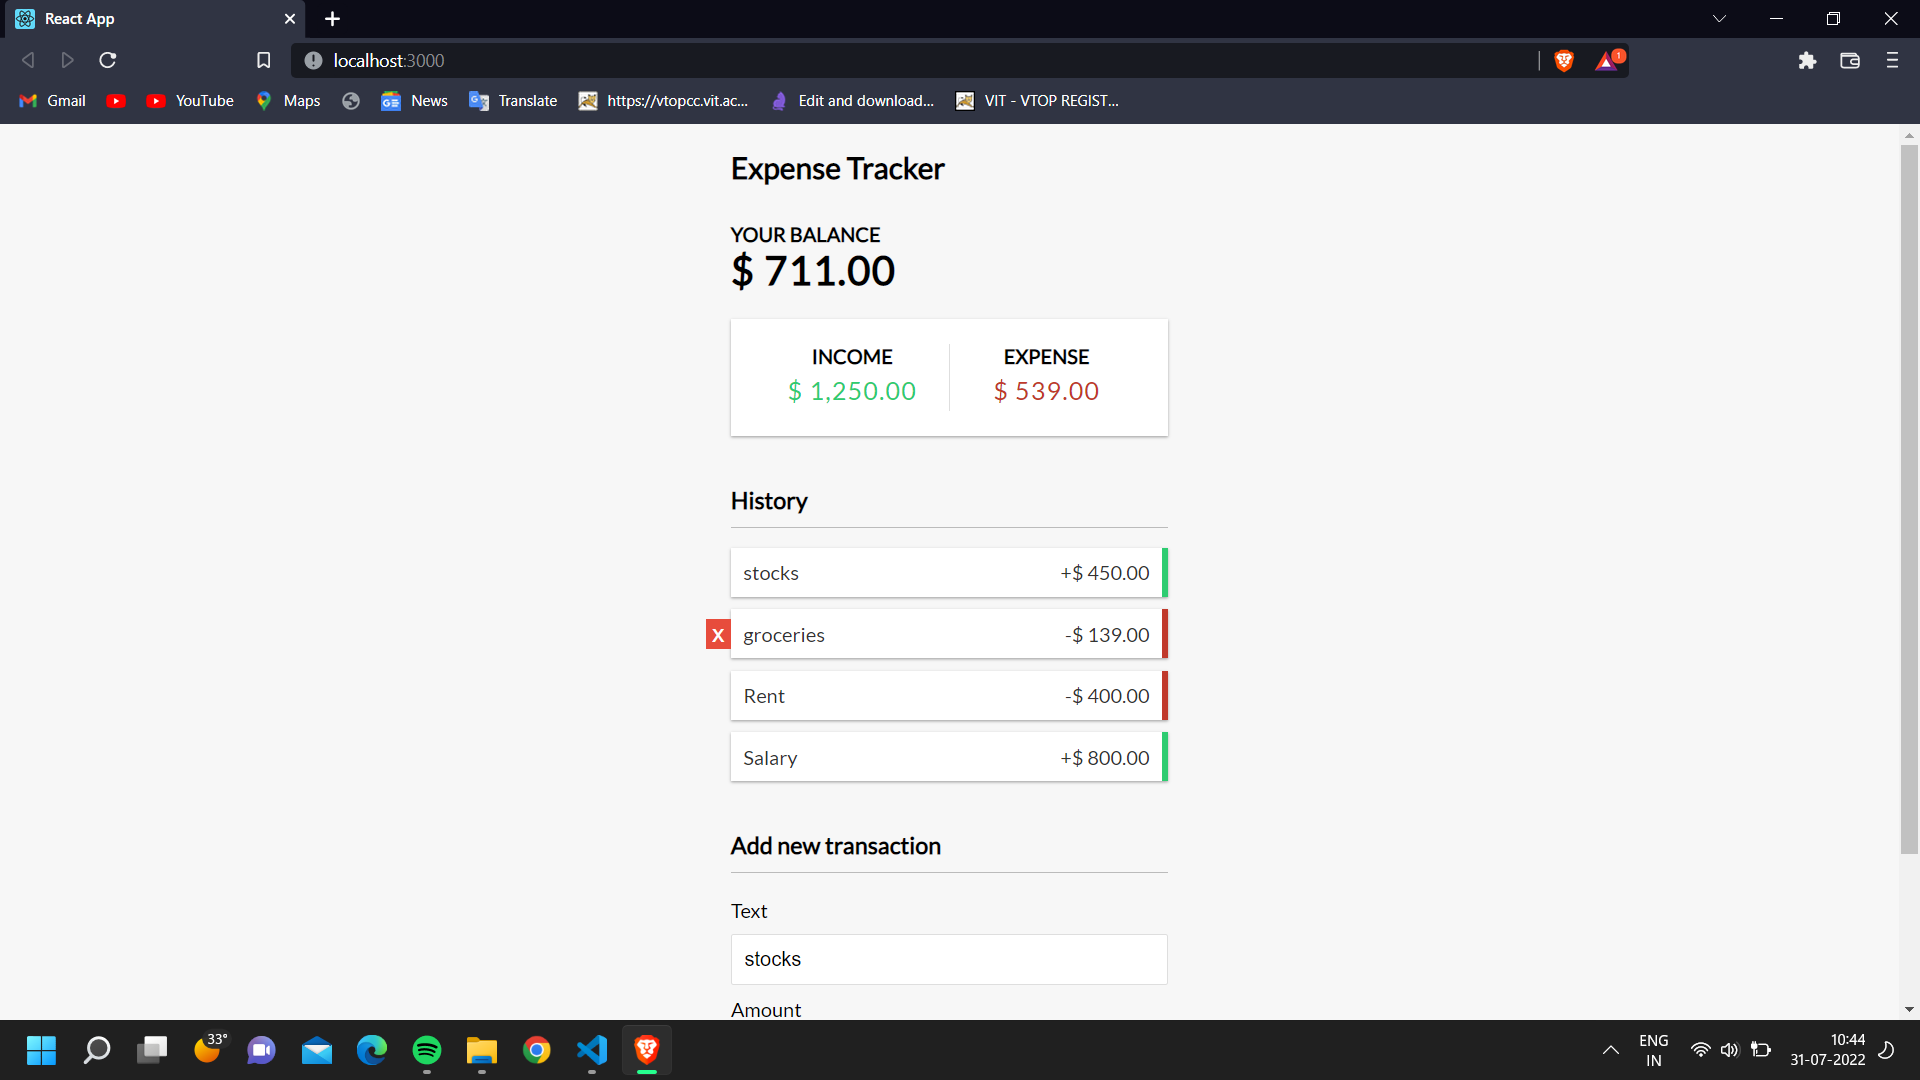 React App
localhost:3000
1
Gmail
YouTube
Maps
News
Translate
https://vtopcc.vit.ac...
Edit and download...
VIT - VTOP REGIST...
Expense Tracker
YOUR BALANCE
$ 711.00
INCOME
EXPENSE
$ 1,250.00
$ 539.00
History
stocks +$ 450.00
X groceries -$ 139.00
Rent -$ 400.00
Salary +$ 800.00
Add new transaction
Text
stocks
Amount
33°
ENG
IN
10:44
31-07-2022